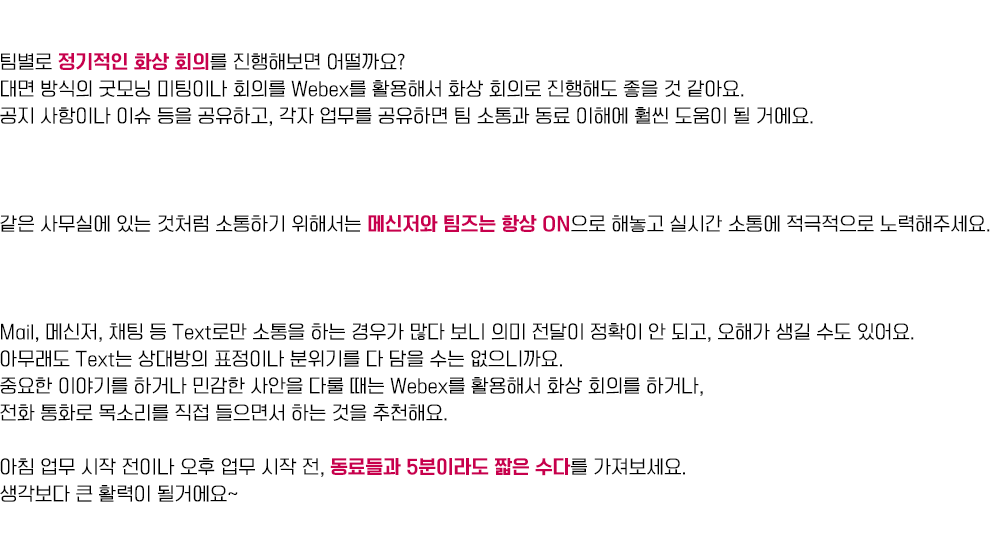 팀별로 정기적인 화상 회의를 진행해보면 어떨까요?
대면 방식의 굿모닝 미팅이나 회의를 Webex를 활용해서 화상 회의로 진행해도 좋을 것 같아요.
공지 사항이나 이슈 등을 공유하고, 각자 업무를 공유하면 팀 소통과 동료 이해에 훨씬 도움이 될 거에요.
같은 사무실에 있는 것처럼 소통하기 위해서는 메신저와 팀즈는 항상 ON으로 해놓고 실시간 소통에 적극적으로 노력해주세요.
Mail, 메신저, 채팅 등 Text로만 소통을 하는 경우가 많다 보니 의미 전달이 정확이 안 되고, 오해가 생길 수도 있어요.
아무래도 Text는 상대방의 표정이나 분위기를 다 담을 수는 없으니까요.
중요한 이야기를 하거나 민감한 사안을 다룰 때는 Webex를 활용해서 화상 회의를 하거나,
전화 통화로 목소리를 직접 들으면서 하는 것을 추천해요.
아침 업무 시작 전이나 오후 업무 시작 전, 동료들과 5분이라도 짧은 수다를 가져보세요.
생각보다 큰 활력이 될거에요~